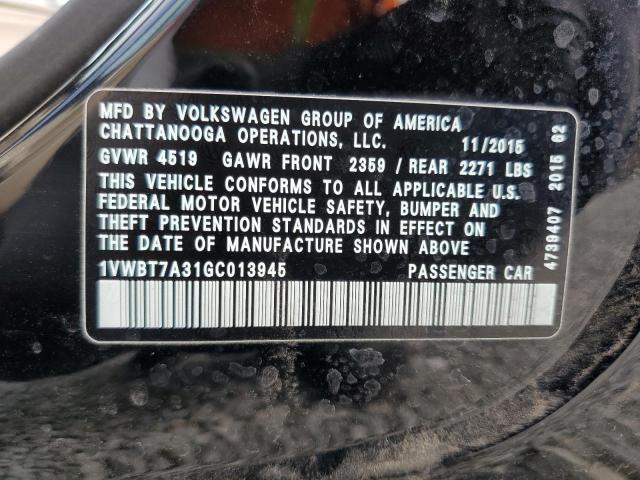 MFD BY VOLKSWAGEN GROUP OF AMERICA
CHATTANOOGA OPERATIONS, LLC. 11/2015
GVWR 4519 GAWR FRONT 2359 / REAR 2271 LBS
THIS VEHICLE CONFORMS TO ALL APPLICABLE U.S.
FEDERAL MOTOR VEHICLE SAFETY, BUMPER AND
THEFT PREVENTION STANDARDS IN EFFECT ON
THE DATE OF MANUFACTURE SHOWN ABOVE
1VWBT7A31GC013945 PASSENGER CAR
4739407 2015 62